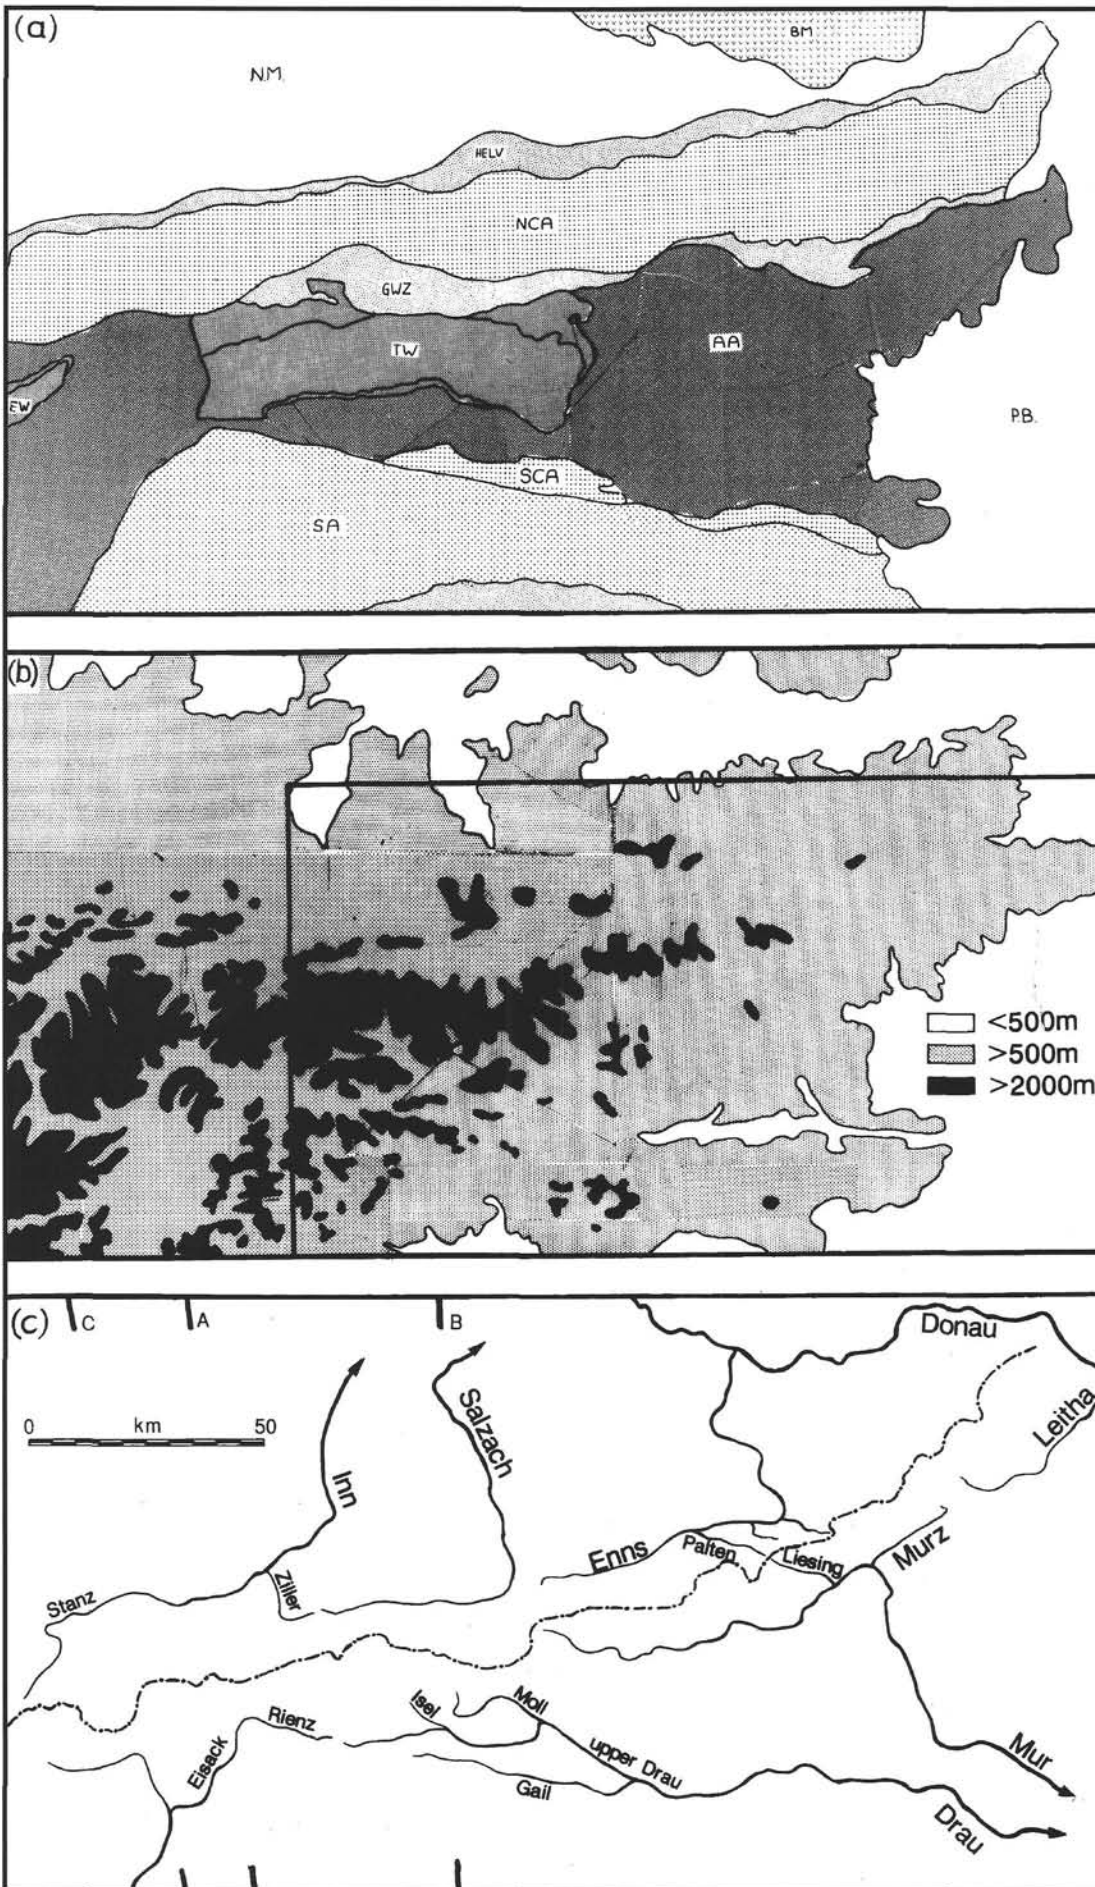 (a)
BM
N.M.
HELV
NCA
GWZ
TW
AA
EW
P.B.
SCA
SA
(b)
<500m
>500m
>2000m
(c)
C
A
B
Donau
Leitha
0 km 50
Salzach
Inn
Enns
Palten
Liesing
Murz
Stanz
Ziller
Isel
Moll
Rienz
Eisack
upper Drau
Gail
Mur
Drau